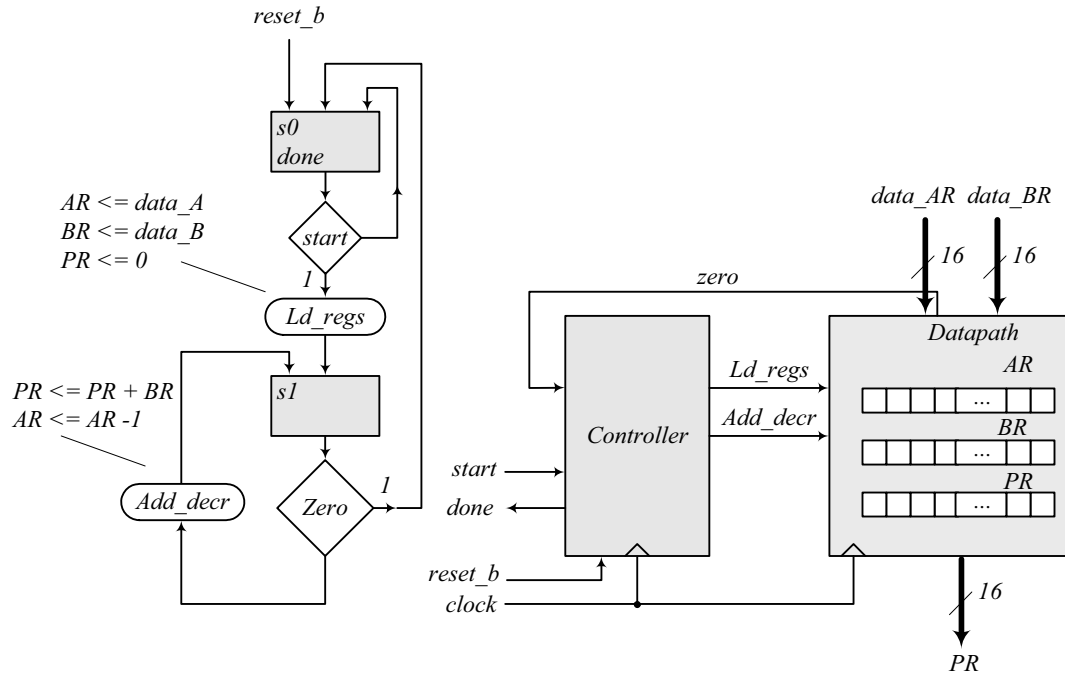 reset_b
s0
done
AR <= data_A
BR <= data_B
PR <= 0
start
1
Ld_regs
PR <= PR + BR
AR <= AR -1
s1
Add_decr
Zero
1
data_AR
data_BR
16
16
zero
Datapath
AR
Ld_regs
...
Controller
Add_decr
BR
...
start
PR
done
...
reset_b
clock
16
PR